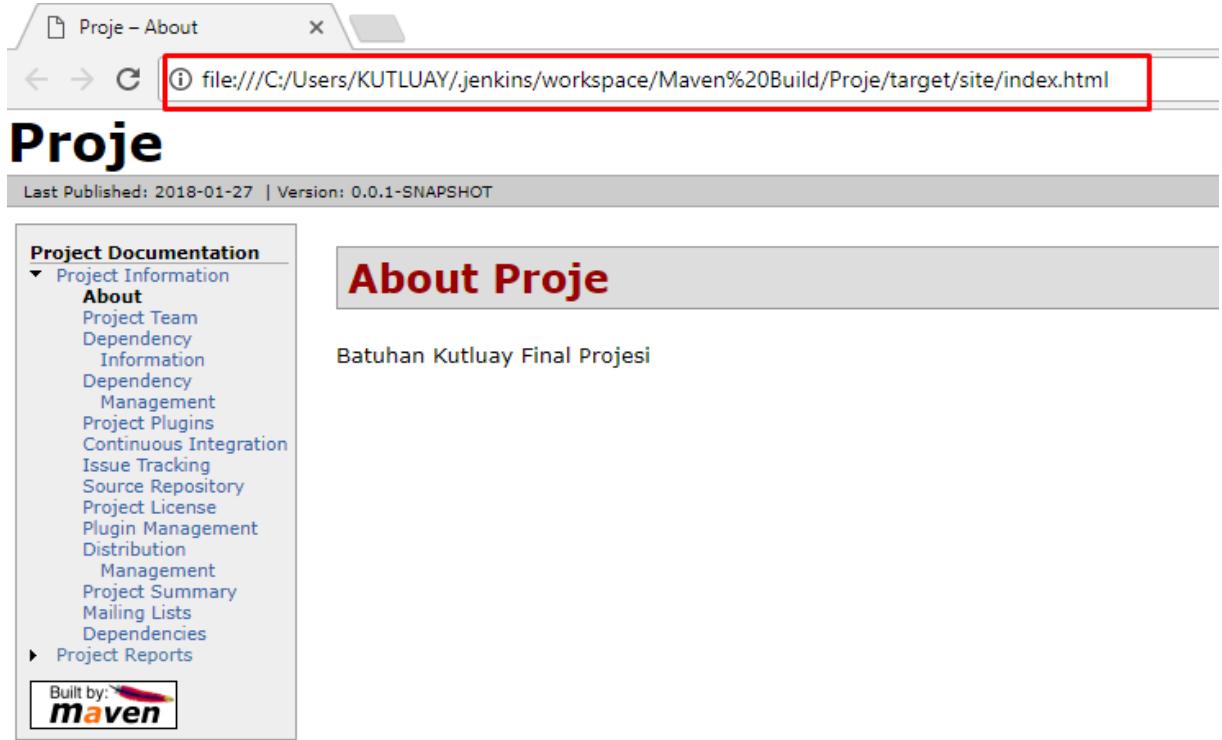 Proje – About
file:///C:/Users/KUTLUAY/.jenkins/workspace/Maven%20Build/Proje/target/site/index.html
Proje
Last Published: 2018-01-27 | Version: 0.0.1-SNAPSHOT
Project Documentation
Project Information
About
Project Team
Dependency
Information
Dependency
Management
Project Plugins
Continuous Integration
Issue Tracking
Source Repository
Project License
Plugin Management
Distribution
Management
Project Summary
Mailing Lists
Dependencies
Project Reports
Built by:
maven
About Proje
Batuhan Kutluay Final Projesi